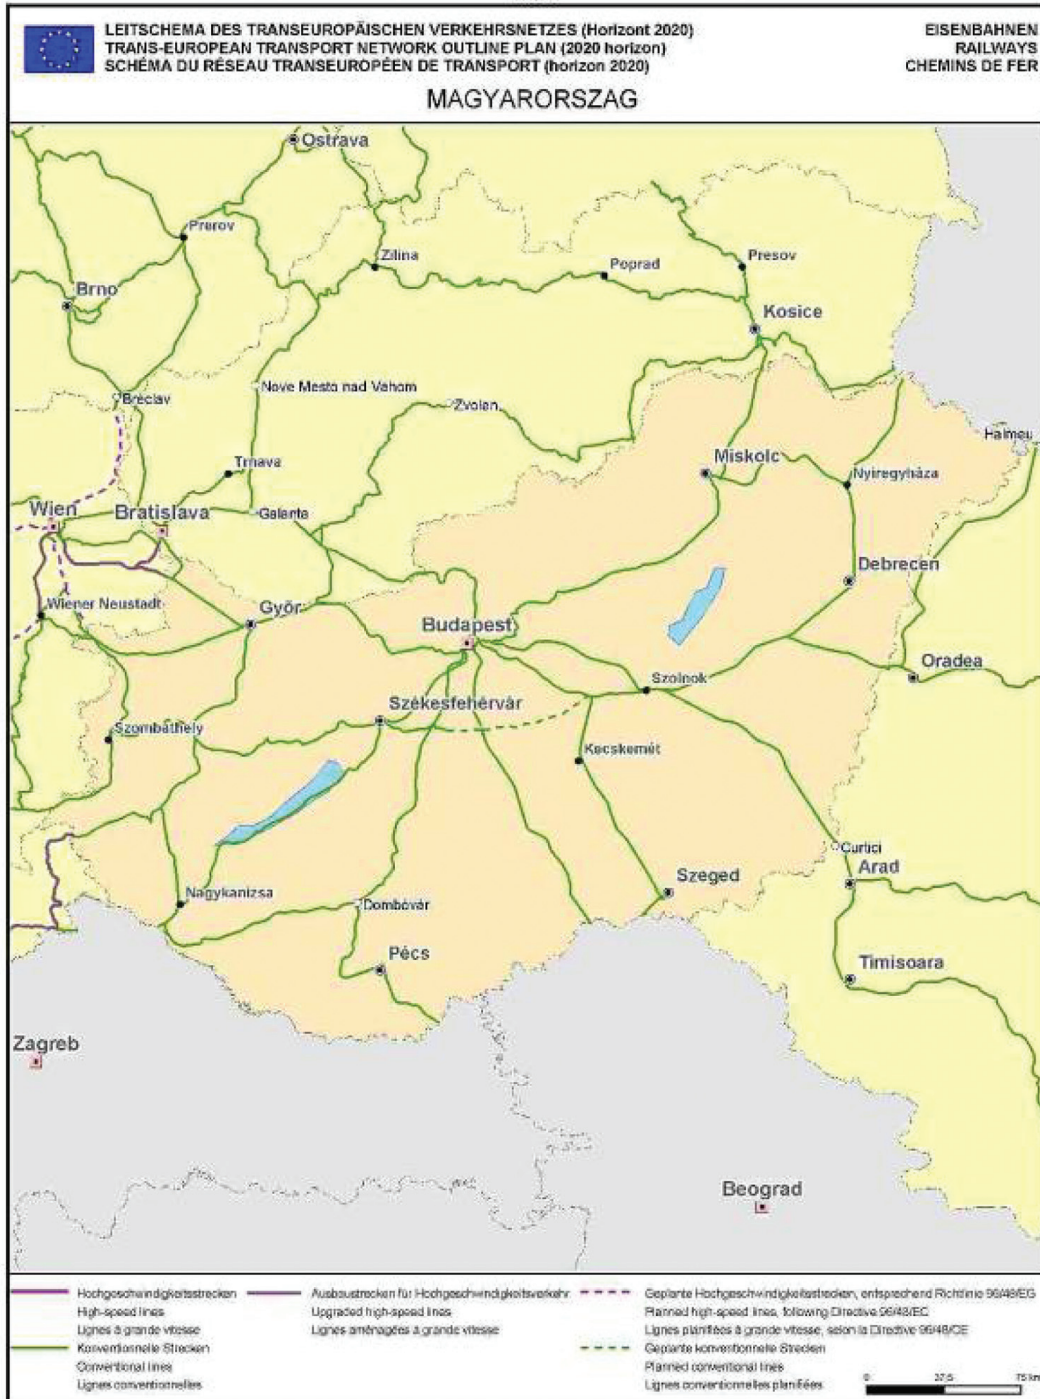 LEITSCHEMA DES TRANSEUROPÄISCHEN VERKEHRSNETZES (Horizont 2020)
TRANS-EUROPEAN TRANSPORT NETWORK OUTLINE PLAN (2020 horizon)
SCHÉMA DU RÉSEAU TRANSEUROPÉEN DE TRANSPORT (horizon 2020)
EISENBAHNEN
RAILWAYS
CHEMINS DE FER
MAGYARORSZAG
Ostrava
Prerov
Zilina
Poprad
Presov
Brno
Kosice
Breclav
Nove Mesto nad Vahom
Zvolen
Halmeu
Trnava
Miskolc
Nyiregyháza
Wien
Bratislava
Galanta
Debrecen
Wiener Neustadt
Győr
Budapest
Oradea
Szolnok
Székesfehérvár
Szombathely
Kecskemét
Curtici
Arad
Szeged
Nagykanizsa
Dombóvár
Pécs
Timisoara
Zagreb
Beograd
Hochgeschwindigkeitsstrecken
High-speed lines
Lignes à grande vitesse
Konventionelle Strecken
Conventional lines
Lignes conventionnelles
Ausbaustrecken für Hochgeschwindigkeitsverkehr
Upgraded high-speed lines
Lignes aménagées à grande vitesse
Geplante Hochgeschwindigkeitsstrecken, entsprechend Richtlinie 96/48/EG
Planned high-speed lines, following Directive 96/48/EC
Lignes planifiées à grande vitesse, selon la Directive 96/48/CE
Geplante konventionelle Strecken
Planned conventional lines
Lignes conventionnelles planifiées
0 37,5 75 km